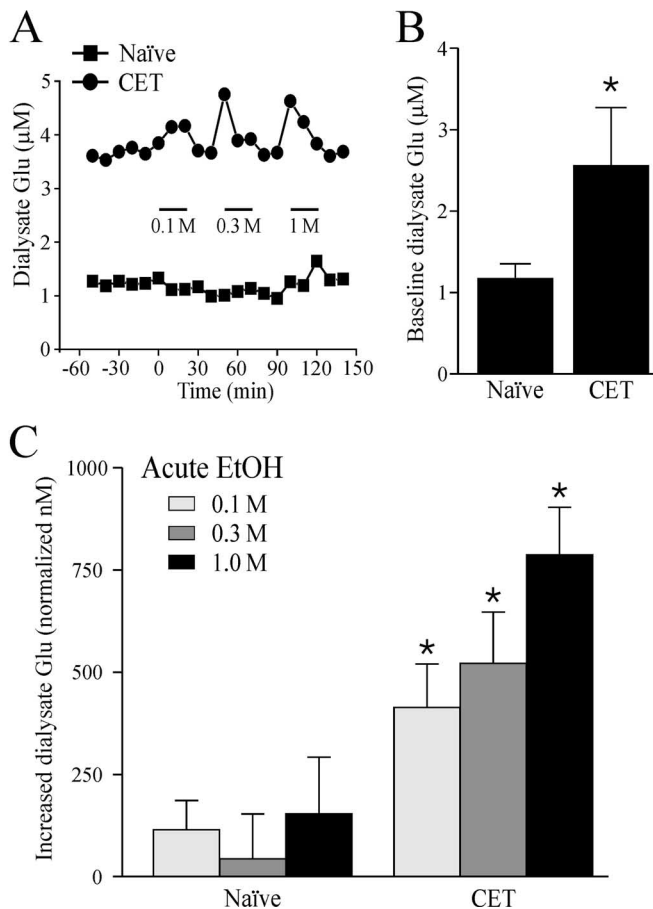 A
Naïve
CET
Dialysate Glu (μM)
5
4
3
2
1
0
0.1 M
0.3 M
1 M
-60
-30
0
30
60
90
120
150
Time (min)
B
Baseline dialysate Glu (μM)
4
3
2
1
0
*
Naïve
CET
C
Increased dialysate Glu (normalized nM)
1000
750
500
250
0
Acute EtOH
0.1 M
0.3 M
1.0 M
*
*
*
Naïve
CET